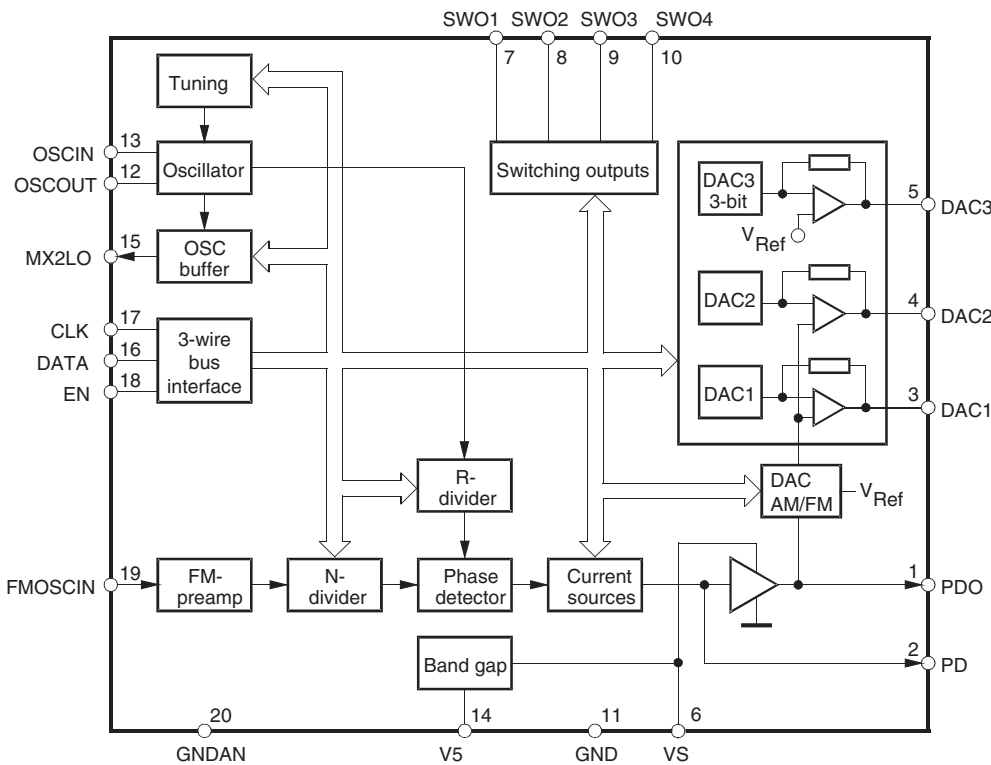 SWO1 SWO2 SWO3 SWO4
7 8 9 10
Tuning
OSCIN 13
OSCOUT 12
Oscillator
Switching outputs
DAC3
3-bit
VRef
5 DAC3
MX2LO 15
OSC
buffer
DAC2
4 DAC2
CLK 17
DATA 16
EN 18
3-wire
bus
interface
DAC1
3 DAC1
R-
divider
DAC
AM/FM
VRef
FMOSCIN 19
FM-
preamp
N-
divider
Phase
detector
Current
sources
1 PDO
2 PD
Band gap
20 14 11 6
GNDAN V5 GND VS